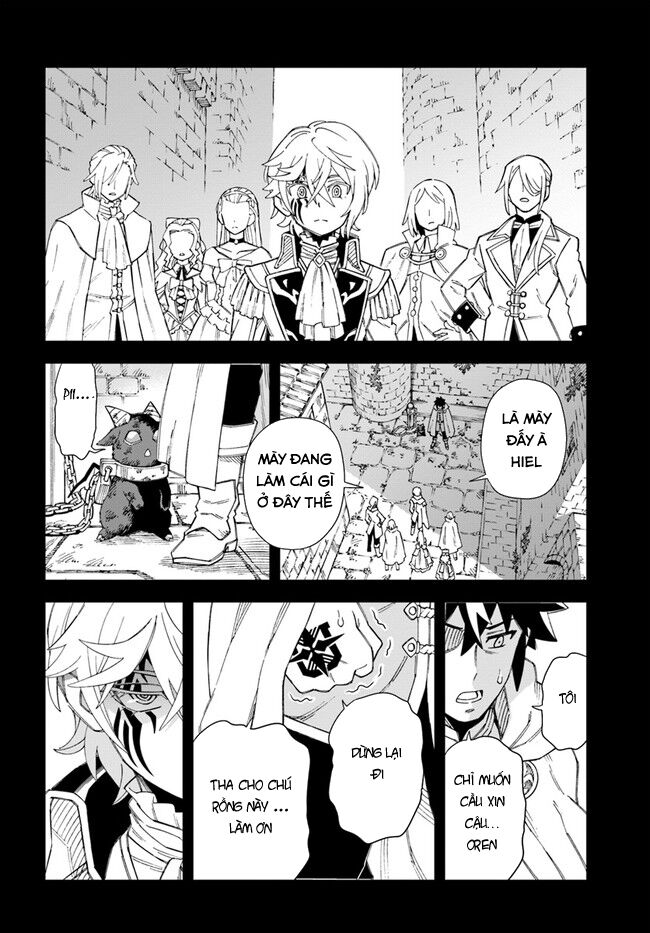 LÀ MÀY
ĐẤY À
HIEL
MÀY ĐANG
LÀM CÁI GÌ
Ở ĐÂY THẾ
PII....
TÔI
CHỈ MUỐN
CẦU XIN
CẬU...
OREN
DỪNG LẠI
ĐI
THA CHO CHÚ
RỒNG NÀY ...
LÀM ƠN